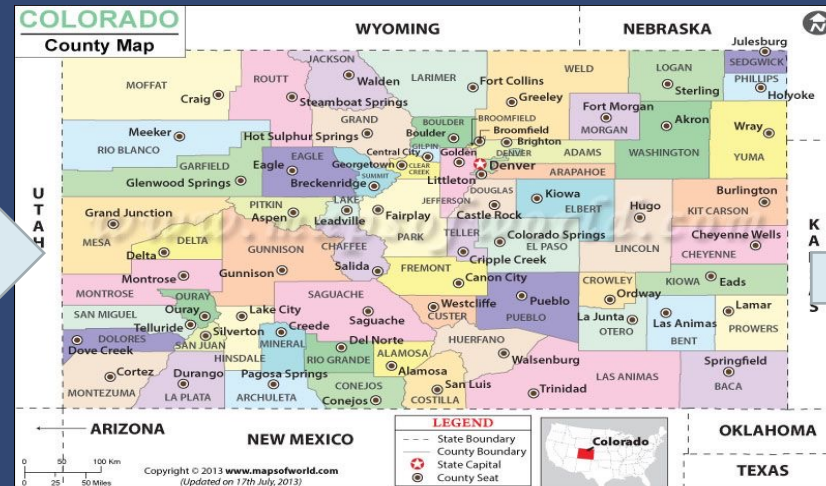 COLORADO
County Map
WYOMING
NEBRASKA
N
Julesburg
SEDGWICK
JACKSON
Walden
LARIMER
Fort Collins
WELD
LOGAN
Sterling
PHILLIPS
Holyoke
MOFFAT
Craig
ROUTT
Steamboat Springs
Greeley
Fort Morgan
MORGAN
GRAND
BOULDER
Boulder
BROOMFIELD
Broomfield
Akron
WASHINGTON
Wray
YUMA
Meeker
RIO BLANCO
Hot Sulphur Springs
GILPIN
Central City
Golden
Brighton
DENVER
ADAMS
GARFIELD
Glenwood Springs
EAGLE
Eagle
Georgetown
CLEAR
CREEK
Denver
ARAPAHOE
SUMMIT
Breckenridge
Littleton
JEFFERSON
DOUGLAS
Castle Rock
Kiowa
ELBERT
Burlington
KIT CARSON
UTAH
PITKIN
Aspen
LAKE
Leadville
Fairplay
PARK
Hugo
LINCOLN
Grand Junction
MESA
DELTA
Delta
GUNNISON
Gunnison
CHAFFEE
Salida
TELLER
Cripple Creek
Colorado Springs
EL PASO
Cheyenne Wells
CHEYENNE
www.mapsofworld.com
Montrose
MONTROSE
FREMONT
Canon City
CROWLEY
Ordway
KIOWA
Eads
OURAY
Ouray
Lake City
SAGUACHE
Saguache
Westcliffe
CUSTER
Pueblo
PUEBLO
La Junta
OTERO
Las Animas
BENT
Lamar
PROWERS
SAN MIGUEL
Telluride
Silverton
SAN JUAN
HINSDALE
Creede
MINERAL
Del Norte
RIO GRANDE
ALAMOSA
Alamosa
HUERFANO
Walsenburg
DOLORES
Dove Creek
Cortez
MONTEZUMA
Durango
LA PLATA
Pagosa Springs
ARCHULETA
CONEJOS
Conejos
San Luis
COSTILLA
Trinidad
LAS ANIMAS
Springfield
BACA
ARIZONA
NEW MEXICO
OKLAHOMA
TEXAS
LEGEND
State Boundary
County Boundary
State Capital
County Seat
Colorado
0 50 100 Km
0 25 50 Miles
Copyright © 2013 www.mapsofworld.com
(Updated on 17th July, 2013)